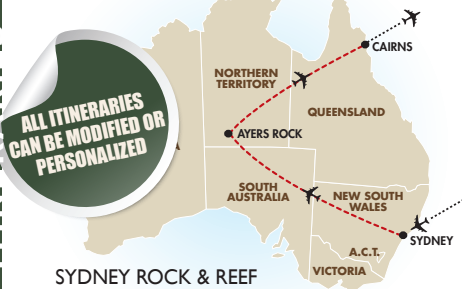 CAIRNS
NORTHERN
TERRITORY
QUEENSLAND
ALL ITINERARIES
CAN BE MODIFIED OR
PERSONALIZED
AYERS ROCK
SOUTH
AUSTRALIA
NEW SOUTH
WALES
SYDNEY
A.C.T.
VICTORIA
SYDNEY ROCK & REEF